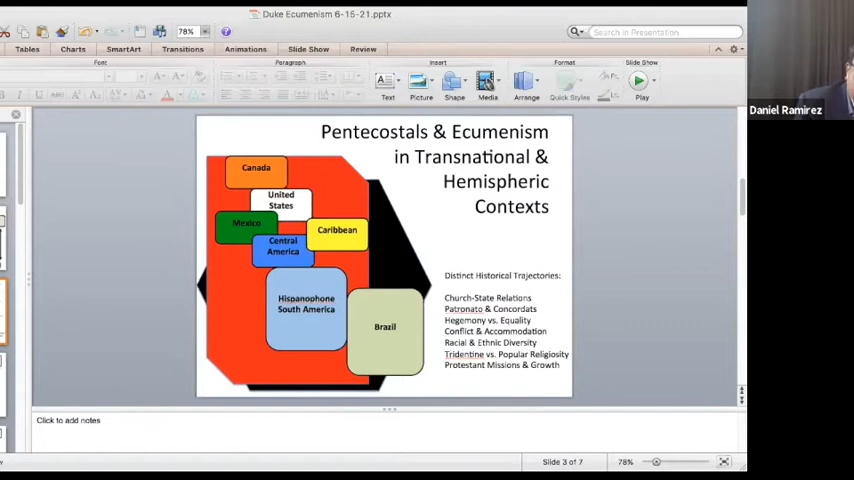 Duke Ecumenism 6-15-21.pptx
78%
Search in Presentation
Tables
Charts
SmartArt
Transitions
Animations
Slide Show
Review
Font
Paragraph
Insert
Format
Slide Show
Text
Picture
Shape
Media
Arrange
Quick Styles
Play
Daniel Ramirez
Pentecostals & Ecumenism
in Transnational &
Hemispheric
Contexts
Canada
United
States
Mexico
Caribbean
Central
America
Hispanophone
South America
Brazil
Distinct Historical Trajectories:
Church-State Relations
Patronato & Concordats
Hegemony vs. Equality
Conflict & Accommodation
Racial & Ethnic Diversity
Tridentine vs. Popular Religiosity
Protestant Missions & Growth
Click to add notes
Slide 3 of 7
78%